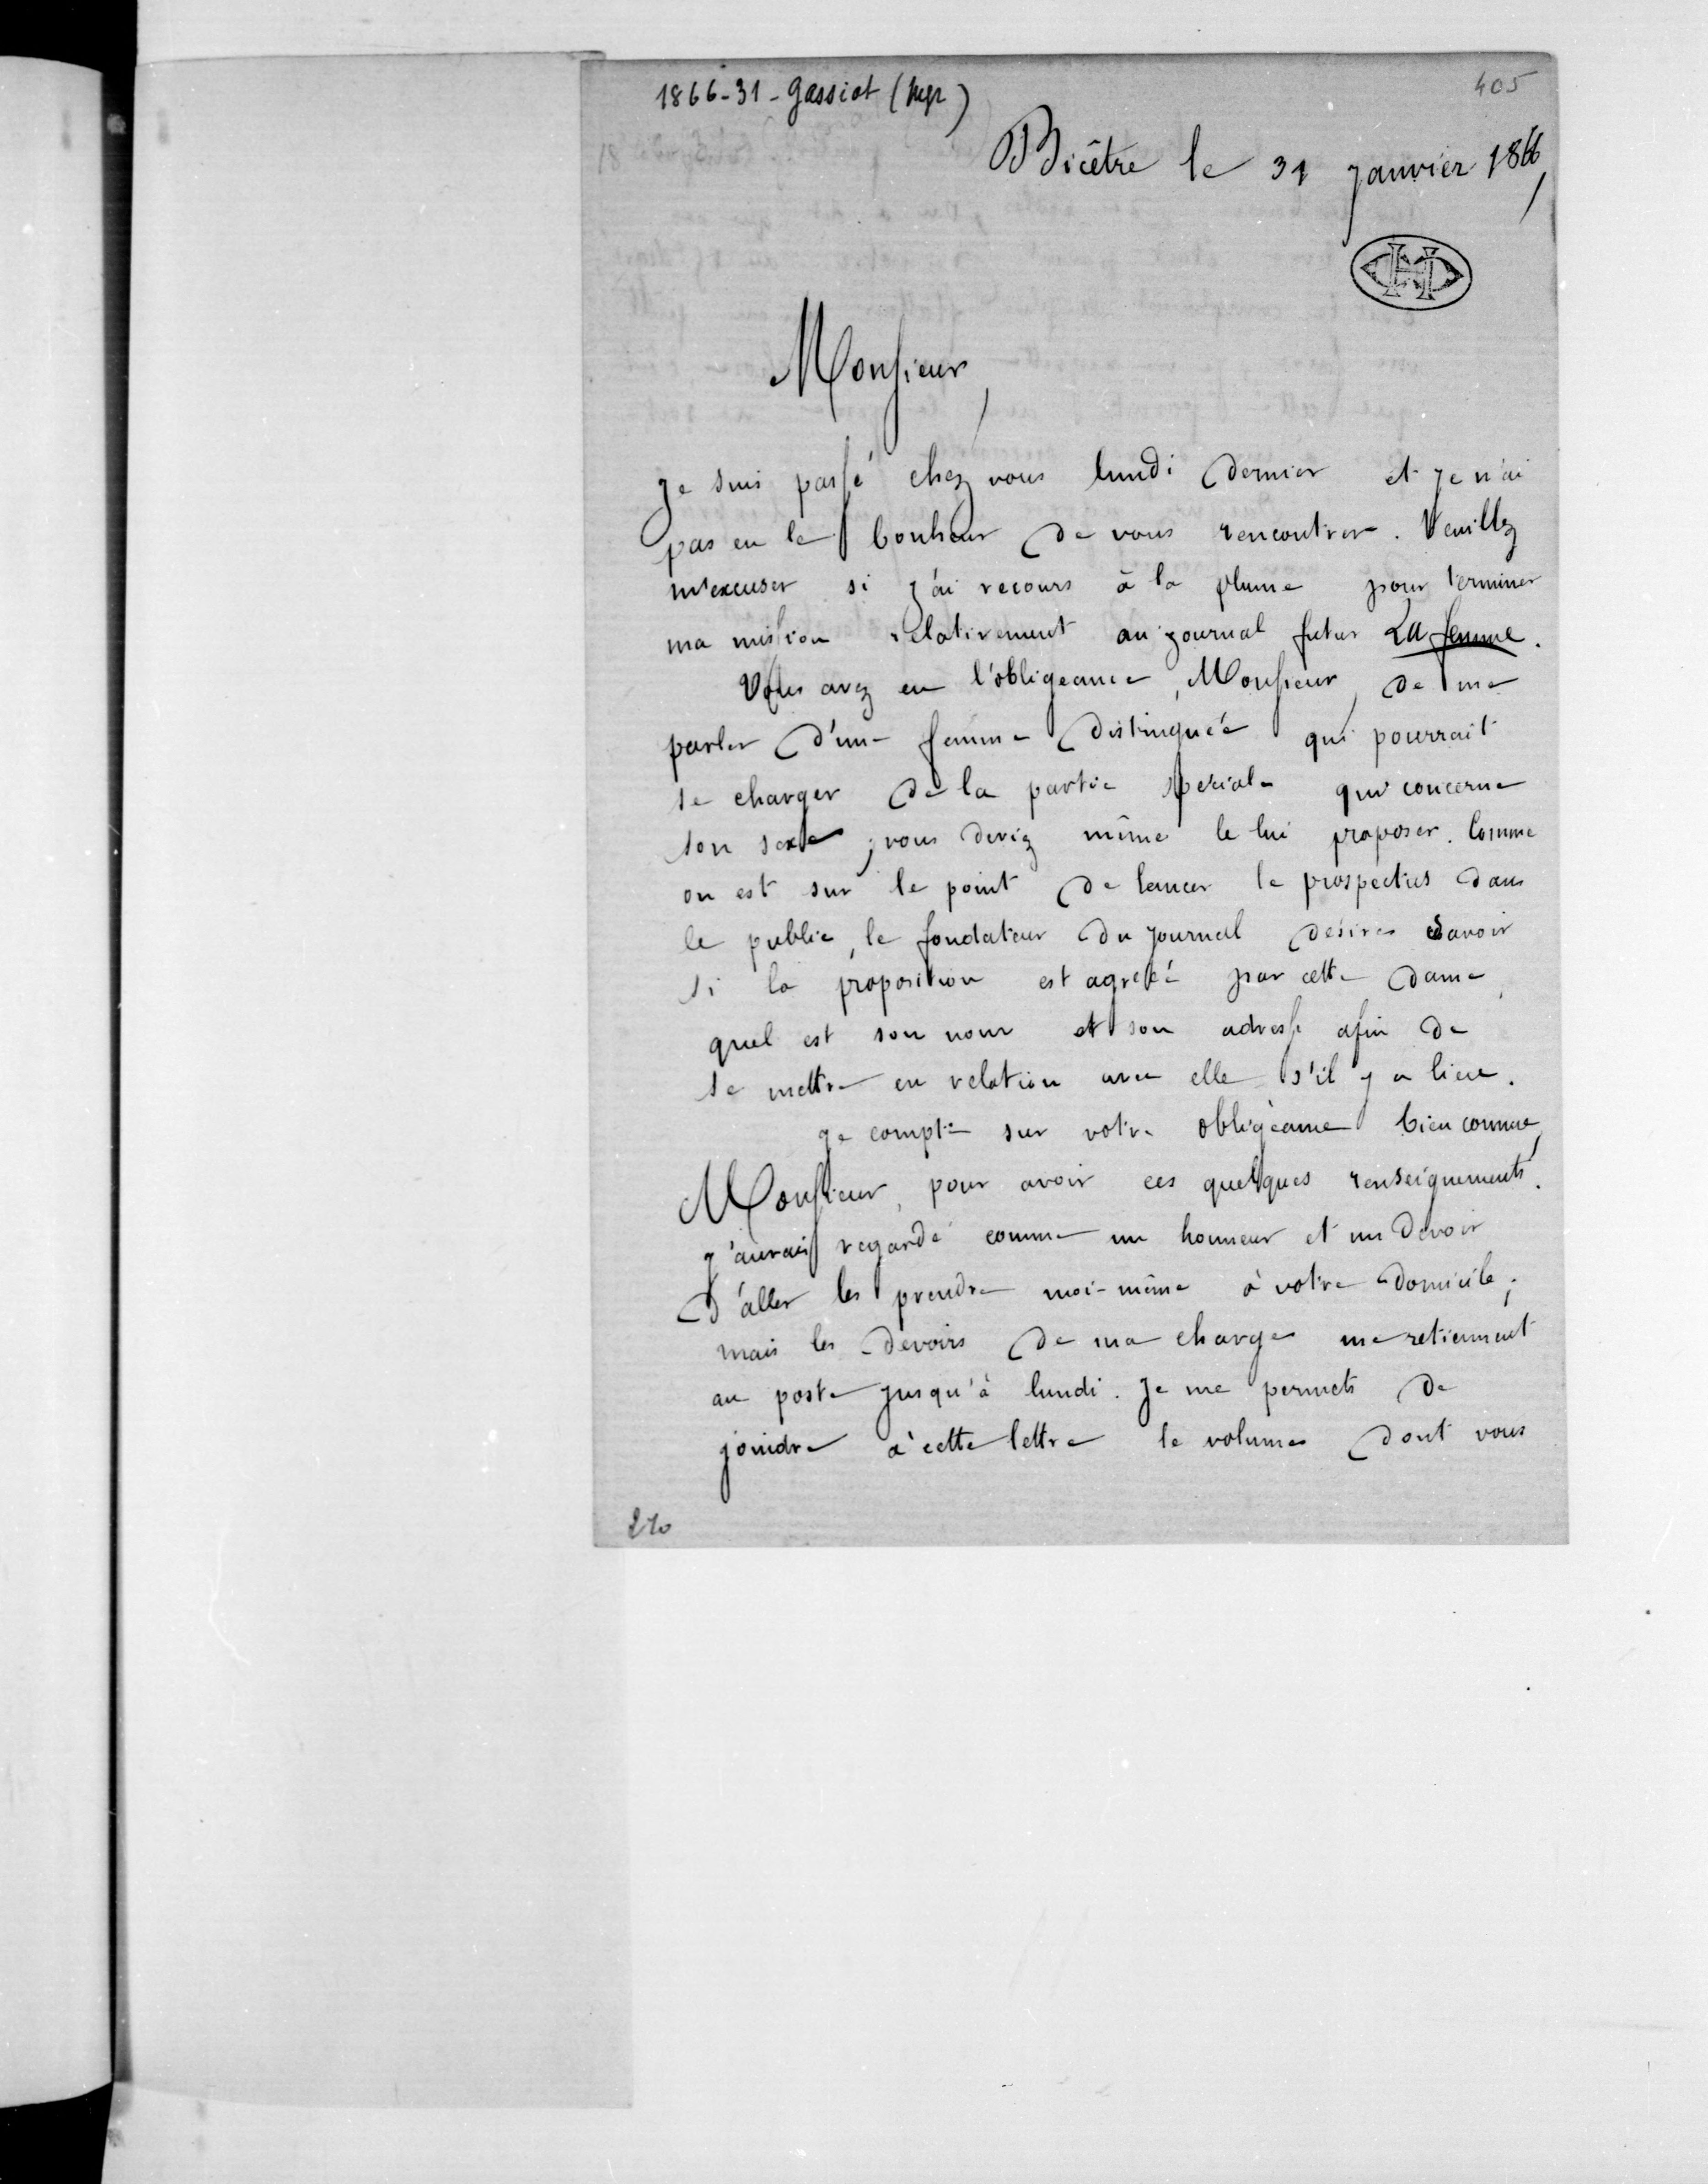 1866-31-Gassiot (Mgr)
405
Bicêtre le 31 janvier 1866,
Monsieur,
Je suis passé chez vous lundi dernier et je n'ai
pas eu le bonheur de vous rencontrer. Veuillez
m'excuser si j'ai recours à la plume pour terminer
ma mission relativement au journal futur La femme.
Vous avez eu l'obligeance, Monsieur, de me
parler d'une femme distinguée qui pourrait
se charger de la partie spéciale qui concerne
son sexe ; vous deviez même le lui proposer. Comme
on est sur le point de lancer le prospectus dans
le public, le fondateur du journal désire savoir
si la proposition est agréée par cette dame,
quel est son nom et son adresse afin de
se mettre en relation avec elle s'il y a lieu.
Je compte sur votre obligeance bien connue,
Monsieur, pour avoir ces quelques renseignements.
J'aurais regardé comme un honneur et un devoir
d'aller les prendre moi-même à votre domicile ;
mais les devoirs de ma charge me retiennent
au poste jusqu'à lundi. Je me permets de
joindre à cette lettre le volume dont vous
210